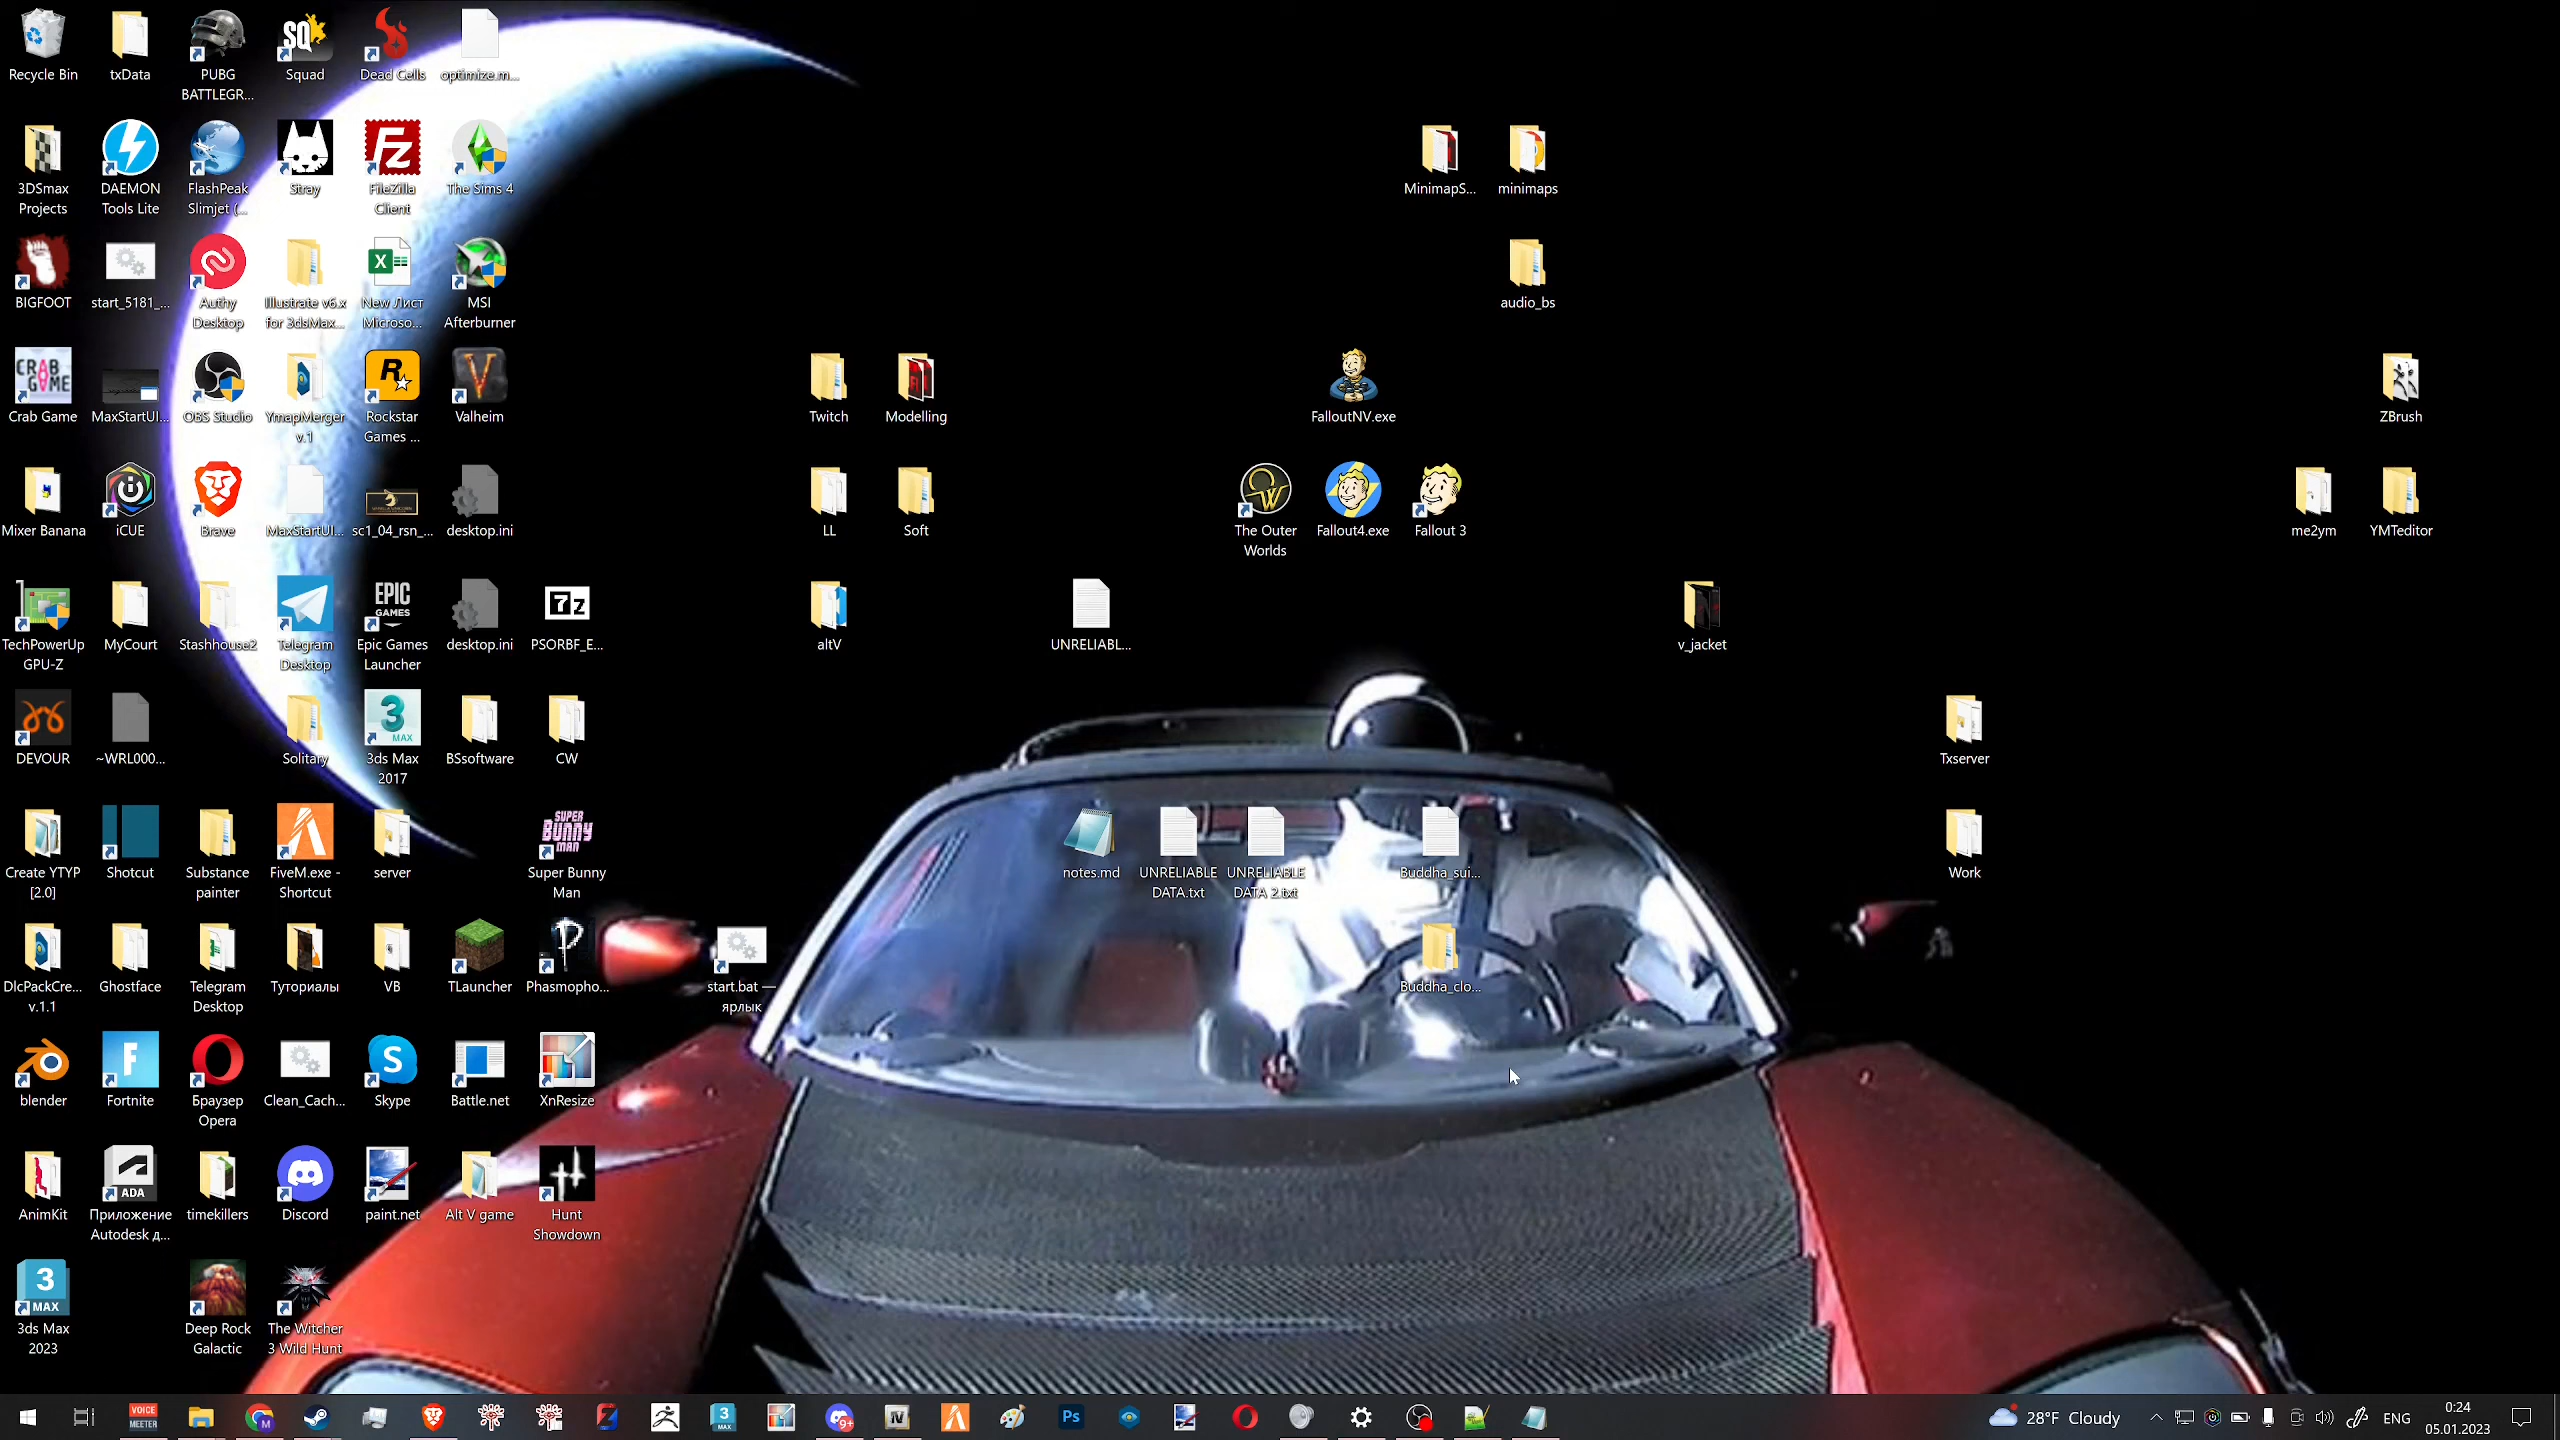 Recycle Bin
txData
PUBG
BATTLEGR...
Squad
Dead Cells
optimize.m...
3DSmax
Projects
DAEMON
Tools Lite
FlashPeak
Slimjet (...
Stray
FileZilla
Client
The Sims 4
MinimapS...
minimaps
BIGFOOT
start_5181_...
Authy
Desktop
Illustrate v6.x
for 3dsMax...
New Лист
Microso...
MSI
Afterburner
audio_bs
Crab Game
MaxStartUI...
OBS Studio
YmapMerger
v.1
Rockstar
Games ...
Valheim
Twitch
Modelling
FalloutNV.exe
ZBrush
Mixer Banana
iCUE
Brave
MaxStartUI...
sc1_04_rsn_...
desktop.ini
LL
Soft
The Outer
Worlds
Fallout4.exe
Fallout 3
me2ym
YMTeditor
TechPowerUp
GPU-Z
MyCourt
Stashhouse2
Telegram
Desktop
Epic Games
Launcher
desktop.ini
PSORBF_E...
altV
UNRELIABL...
v_jacket
DEVOUR
~WRL000...
Solitary
3ds Max
2017
BSsoftware
CW
Txserver
Create YTYP
[2.0]
Shotcut
Substance
painter
FiveM.exe -
Shortcut
server
Super Bunny
Man
notes.md
UNRELIABLE
DATA.txt
UNRELIABLE
DATA 2.txt
Buddha_sui...
Work
DlcPackCre...
v.1.1
Ghostface
Telegram
Desktop
Туториалы
VB
TLauncher
Phasmopho...
start.bat —
ярлык
Buddha_clo...
blender
Fortnite
Браузер
Opera
Clean_Cach...
Skype
Battle.net
XnResize
AnimKit
Приложение
Autodesk д...
timekillers
Discord
paint.net
Alt V game
Hunt
Showdown
3ds Max
2023
Deep Rock
Galactic
The Witcher
3 Wild Hunt
28°F Cloudy
ENG
0:24
05.01.2023